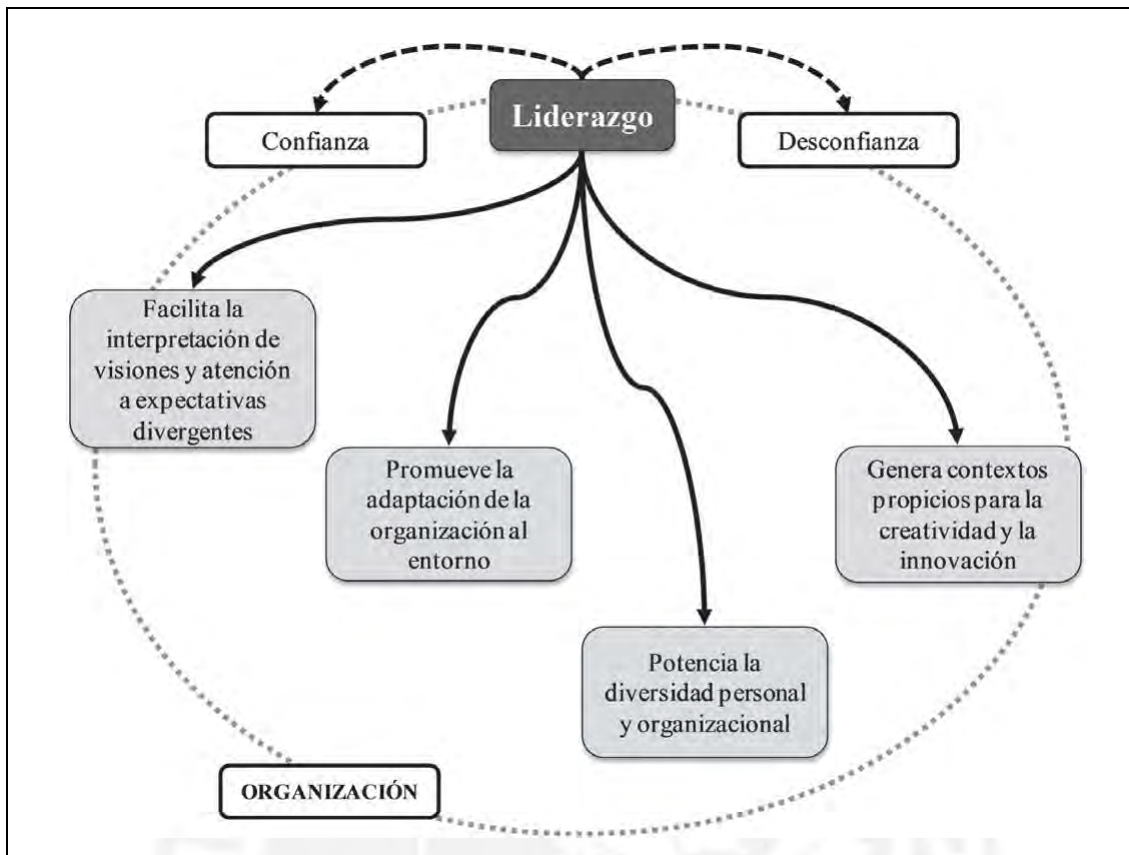 Liderazgo
Confianza
Desconfianza
Facilita la
interpretación de
visiones y atención
a expectativas
divergentes
Promueve la
adaptación de la
organización al
entorno
Genera contextos
propicios para la
creatividad y la
innovación
Potencia la
diversidad personal
y organizacional
ORGANIZACIÓN